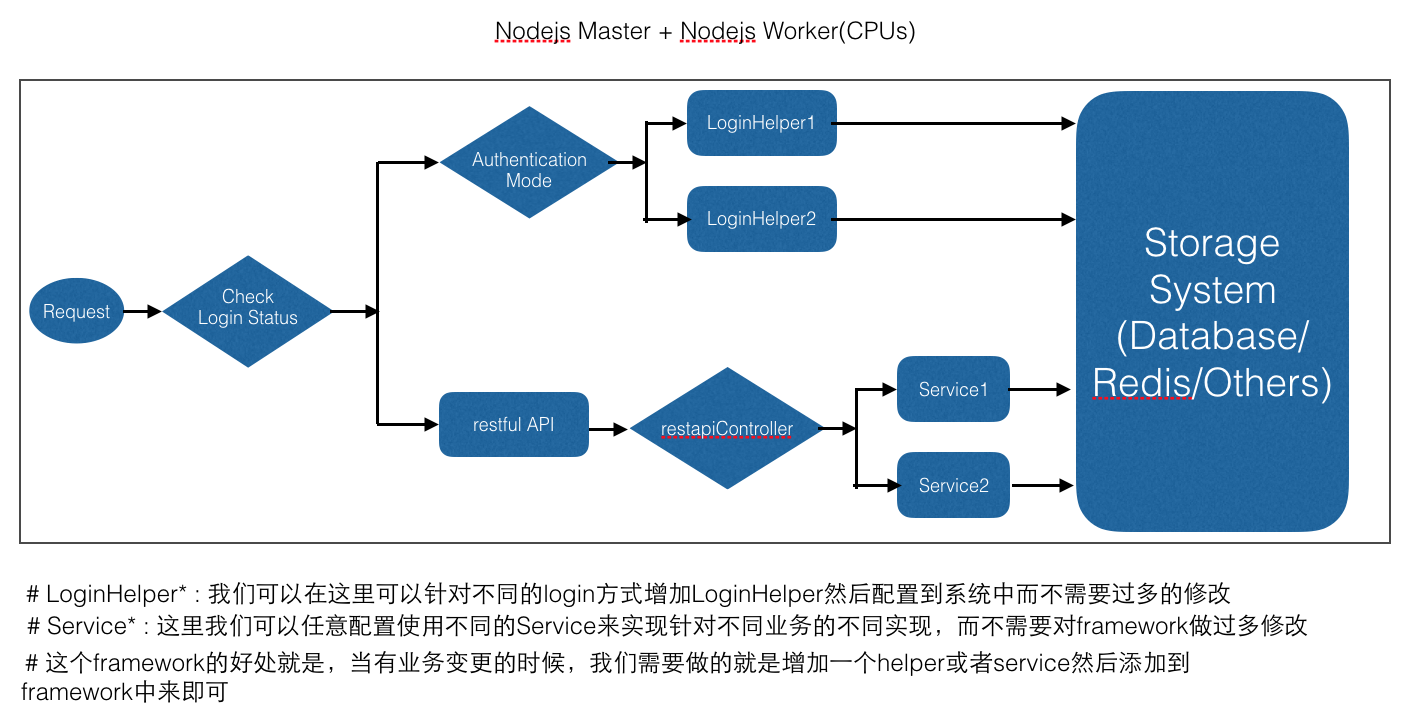 Nodejs Master + Nodejs Worker(CPUs)
LoginHelper1
Authentication
Mode
LoginHelper2
Storage
System
(Database/
Redis/Others)
Check
Login Status
Request
Service1
restful API
restapiController
Service2
# LoginHelper* : 我们可以在这里可以针对不同的login方式增加LoginHelper然后配置到系统中而不需要过多的修改
# Service* : 这里我们可以任意配置使用不同的Service来实现针对不同业务的不同实现，而不需要对framework做过多修改
# 这个framework的好处就是，当有业务变更的时候，我们需要做的就是增加一个helper或者service然后添加到
framework中来即可